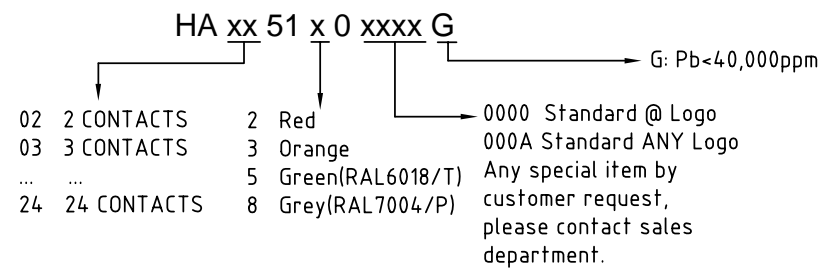 HA xx 51 x 0 xxxx G
G: Pb<40,000ppm
02 2 CONTACTS
03 3 CONTACTS
... ...
24 24 CONTACTS
2 Red
3 Orange
5 Green(RAL6018/T)
8 Grey(RAL7004/P)
0000 Standard @ Logo
000A Standard ANY Logo
Any special item by
customer request,
please contact sales
department.